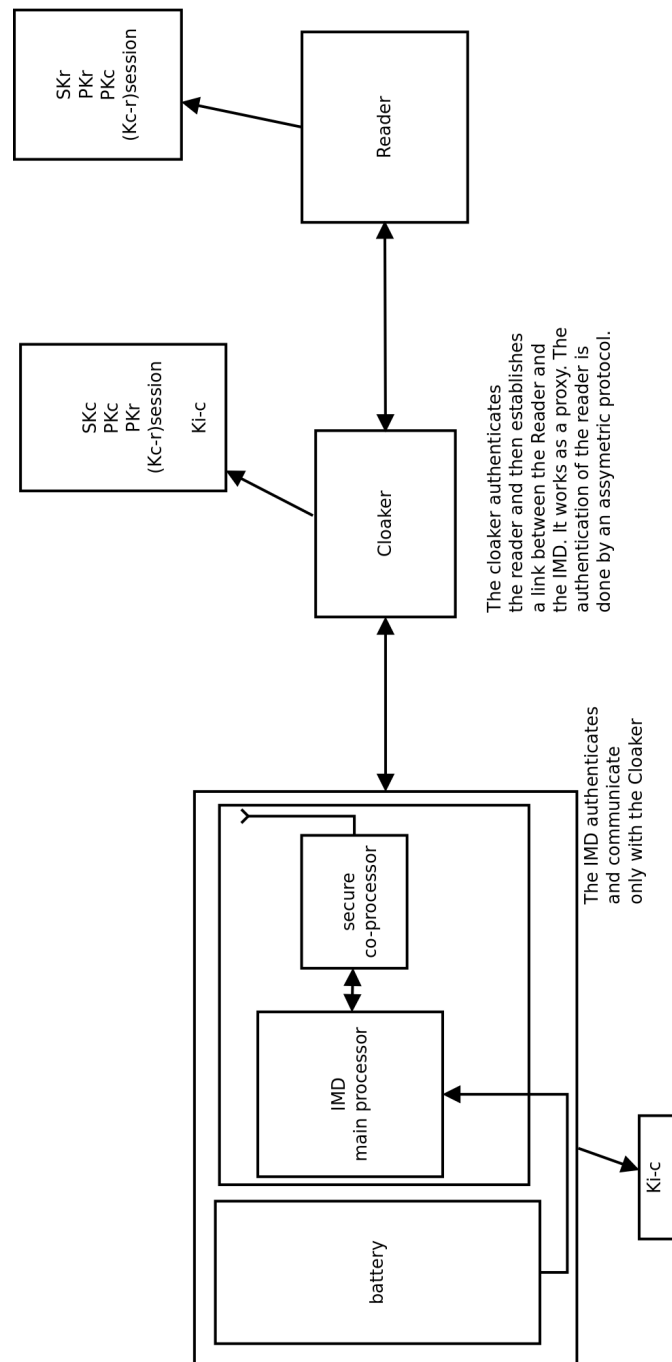 battery
IMD
main processor
secure
co-processor
Ki-c
The IMD authenticates
and communicate
only with the Cloaker
Cloaker
SKc
PKc
PKr
(Kc-r)session
Ki-c
The cloaker authenticates
the reader and then establishes
a link between the Reader and
the IMD. It works as a proxy. The
authentication of the reader is
done by an assymetric protocol.
Reader
SKr
PKr
PKc
(Kc-r)session